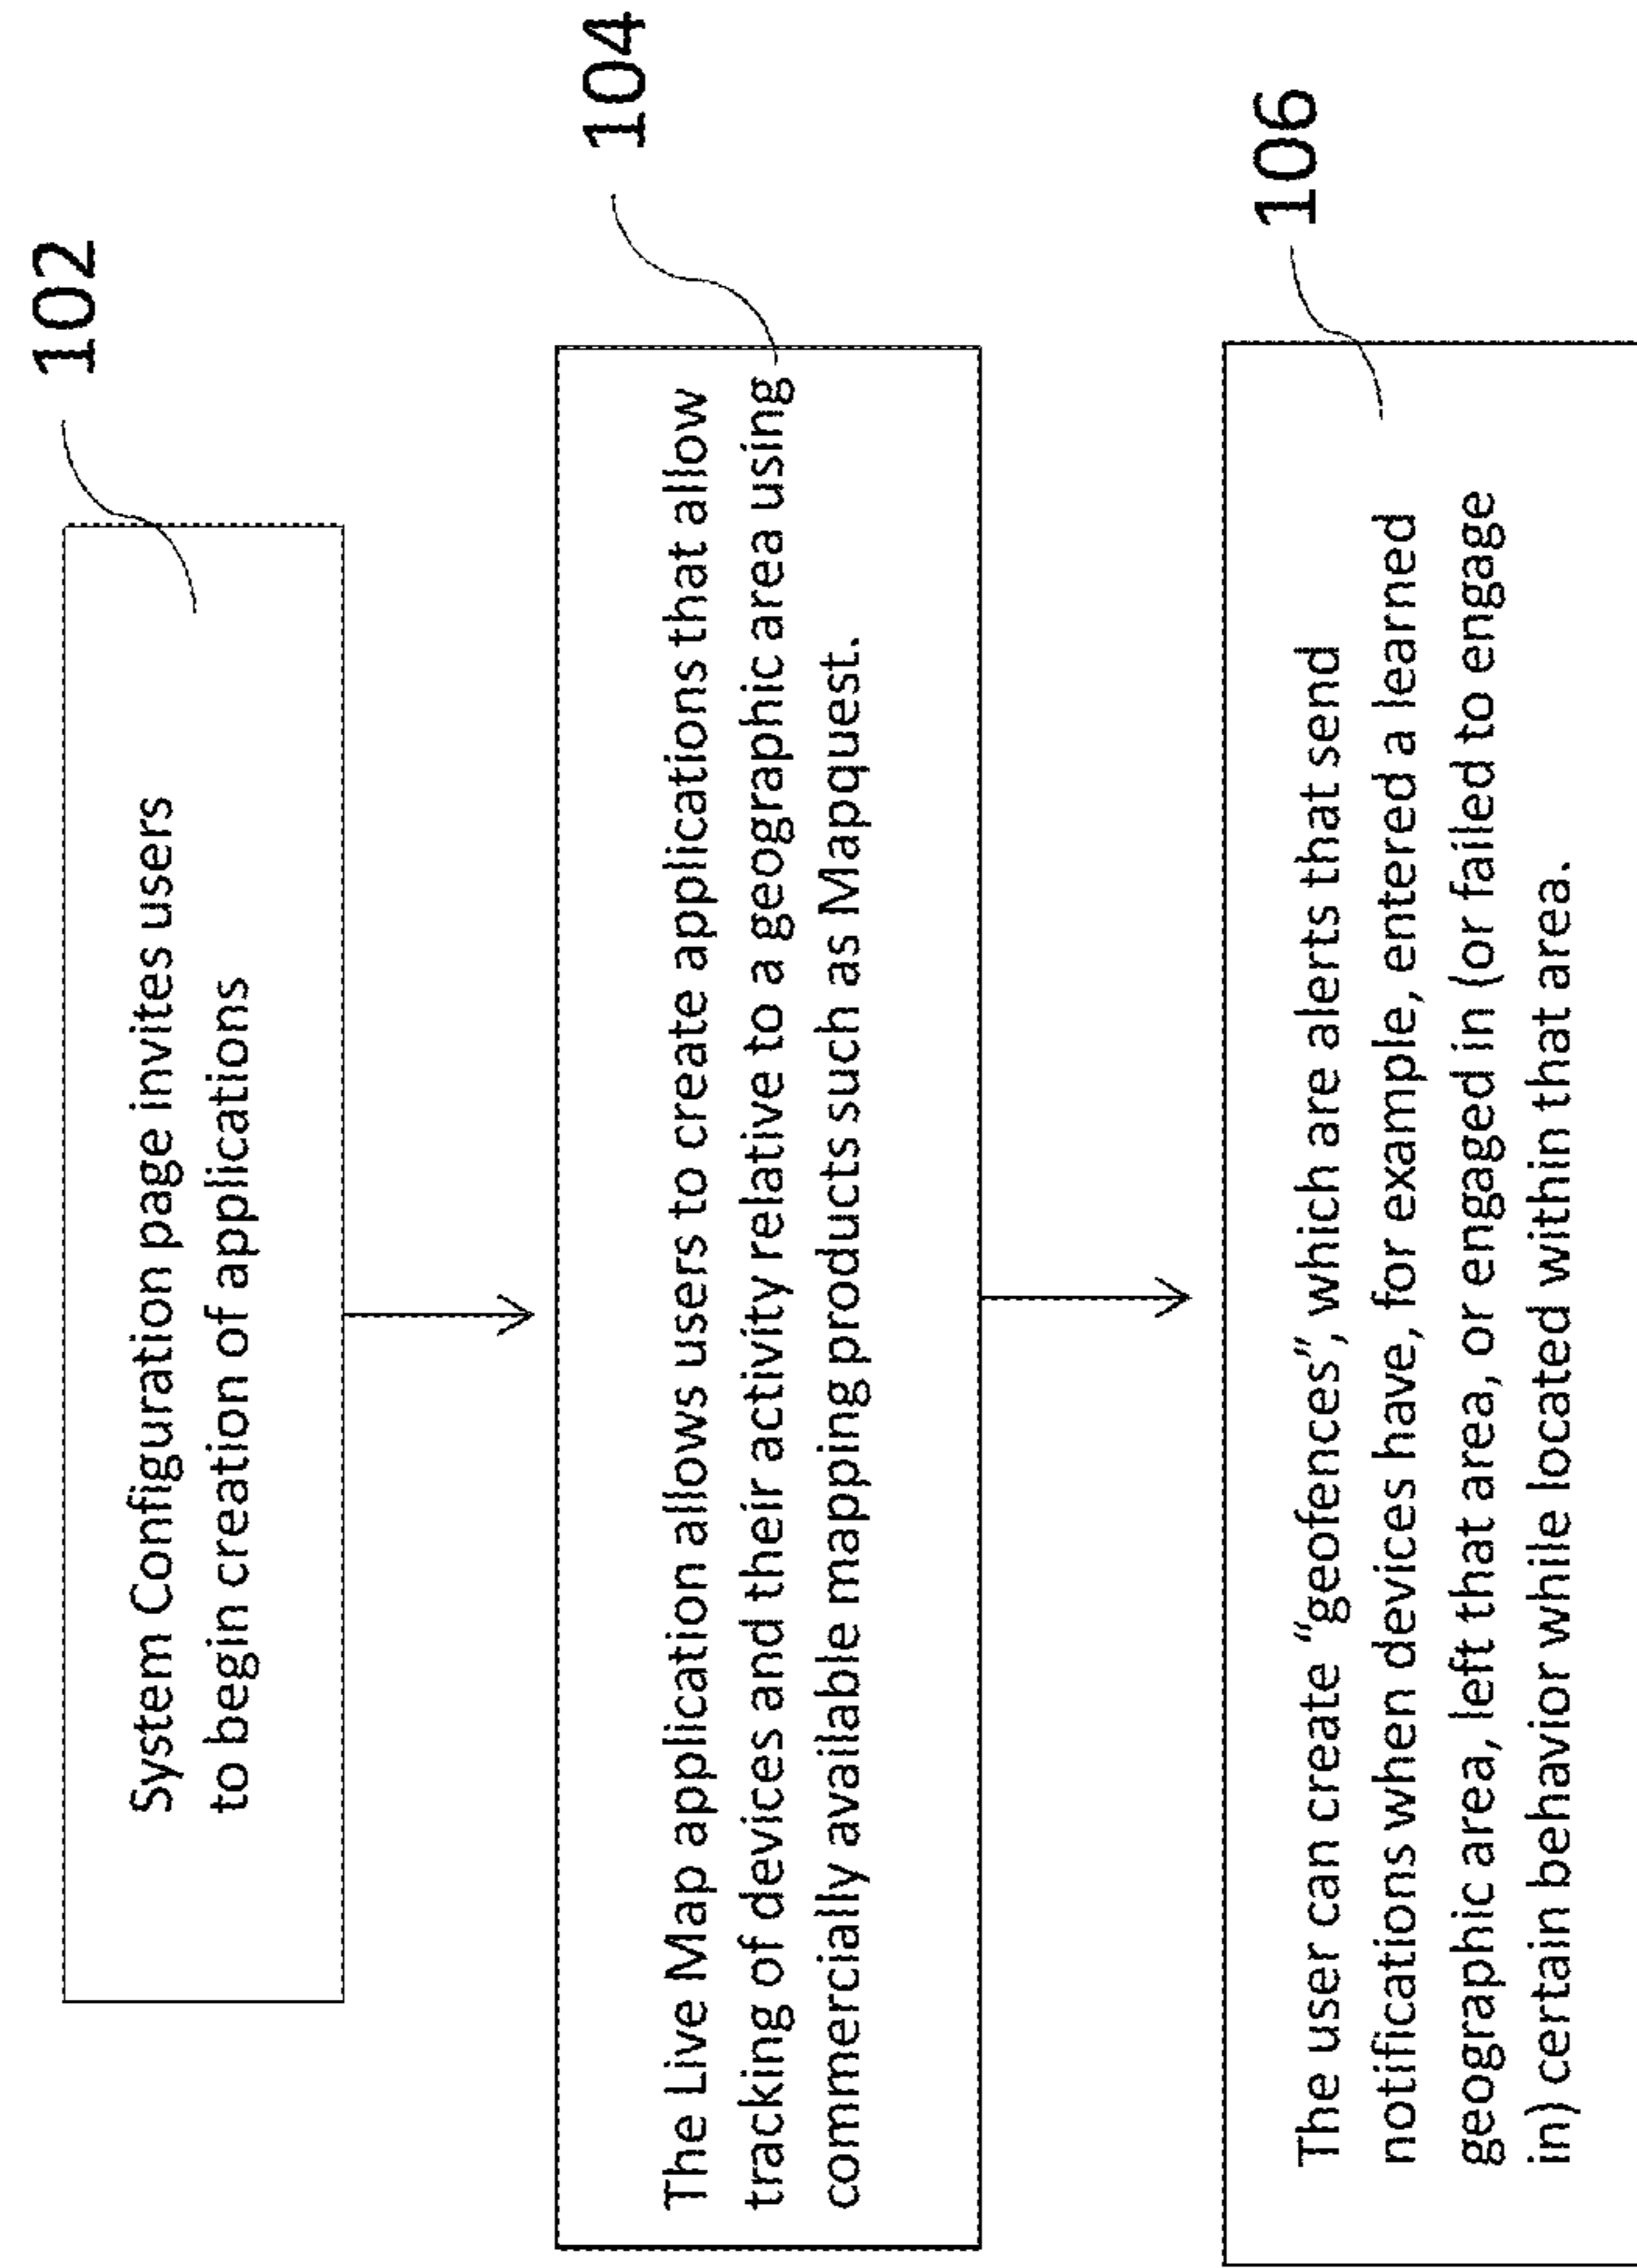 102
System Configuration page invites users
to begin creation of applications
104
The Live Map application allows users to create applications that allow
tracking of devices and their activity relative to a geographic area using
commercially available mapping products such as Mapquest.
106
The user can create “geofences”, which are alerts that send
notifications when devices have, for example, entered a learned
geographic area, left that area, or engaged in (or failed to engage
in) certain behavior while located within that area.